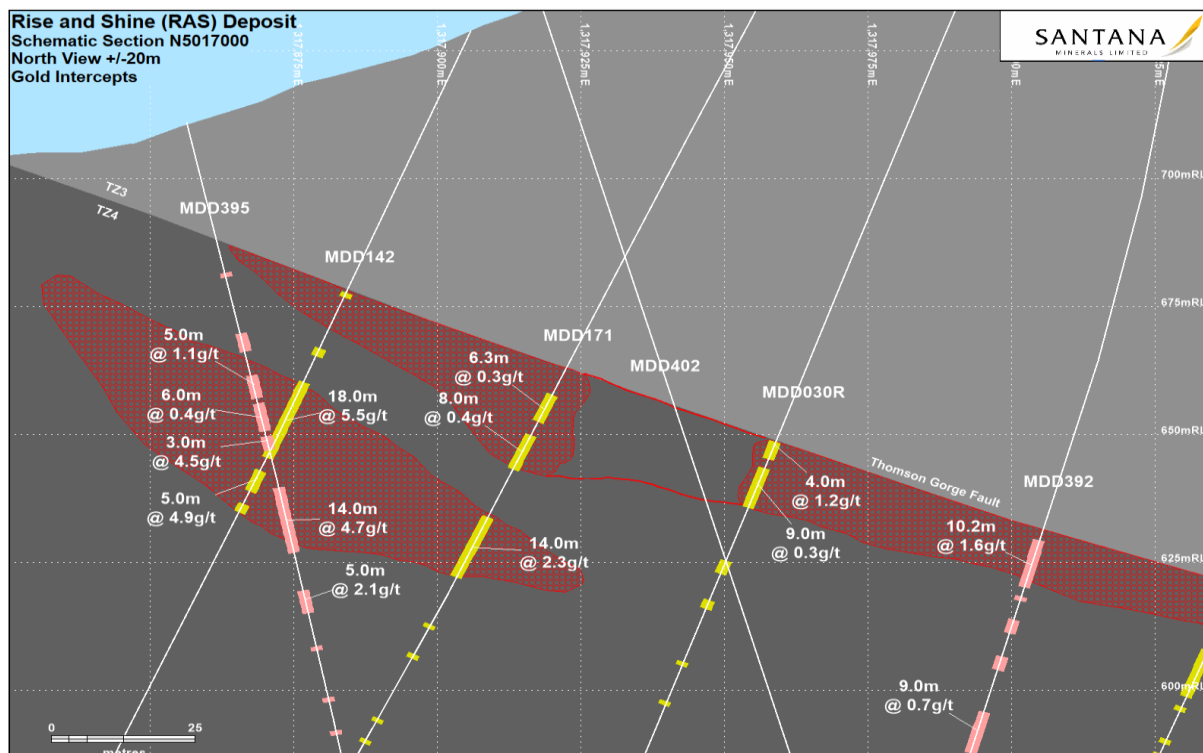 Rise and Shine (RAS) Deposit
Schematic Section N5017000
North View +/-20m
Gold Intercepts
SANTANA
MINERALS LIMITED
1,317,875mE
1,317,900mE
1,317,925mE
1,317,950mE
1,317,975mE
700mRL
675mRL
650mRL
625mRL
600mRL
TZ3
TZ4
MDD395
MDD142
MDD171
MDD402
MDD030R
MDD392
Thomson Gorge Fault
5.0m
@ 1.1g/t
6.0m
@ 0.4g/t
3.0m
@ 4.5g/t
5.0m
@ 4.9g/t
18.0m
@ 5.5g/t
14.0m
@ 4.7g/t
5.0m
@ 2.1g/t
6.3m
@ 0.3g/t
8.0m
@ 0.4g/t
14.0m
@ 2.3g/t
4.0m
@ 1.2g/t
9.0m
@ 0.3g/t
10.2m
@ 1.6g/t
9.0m
@ 0.7g/t
0 25
metres